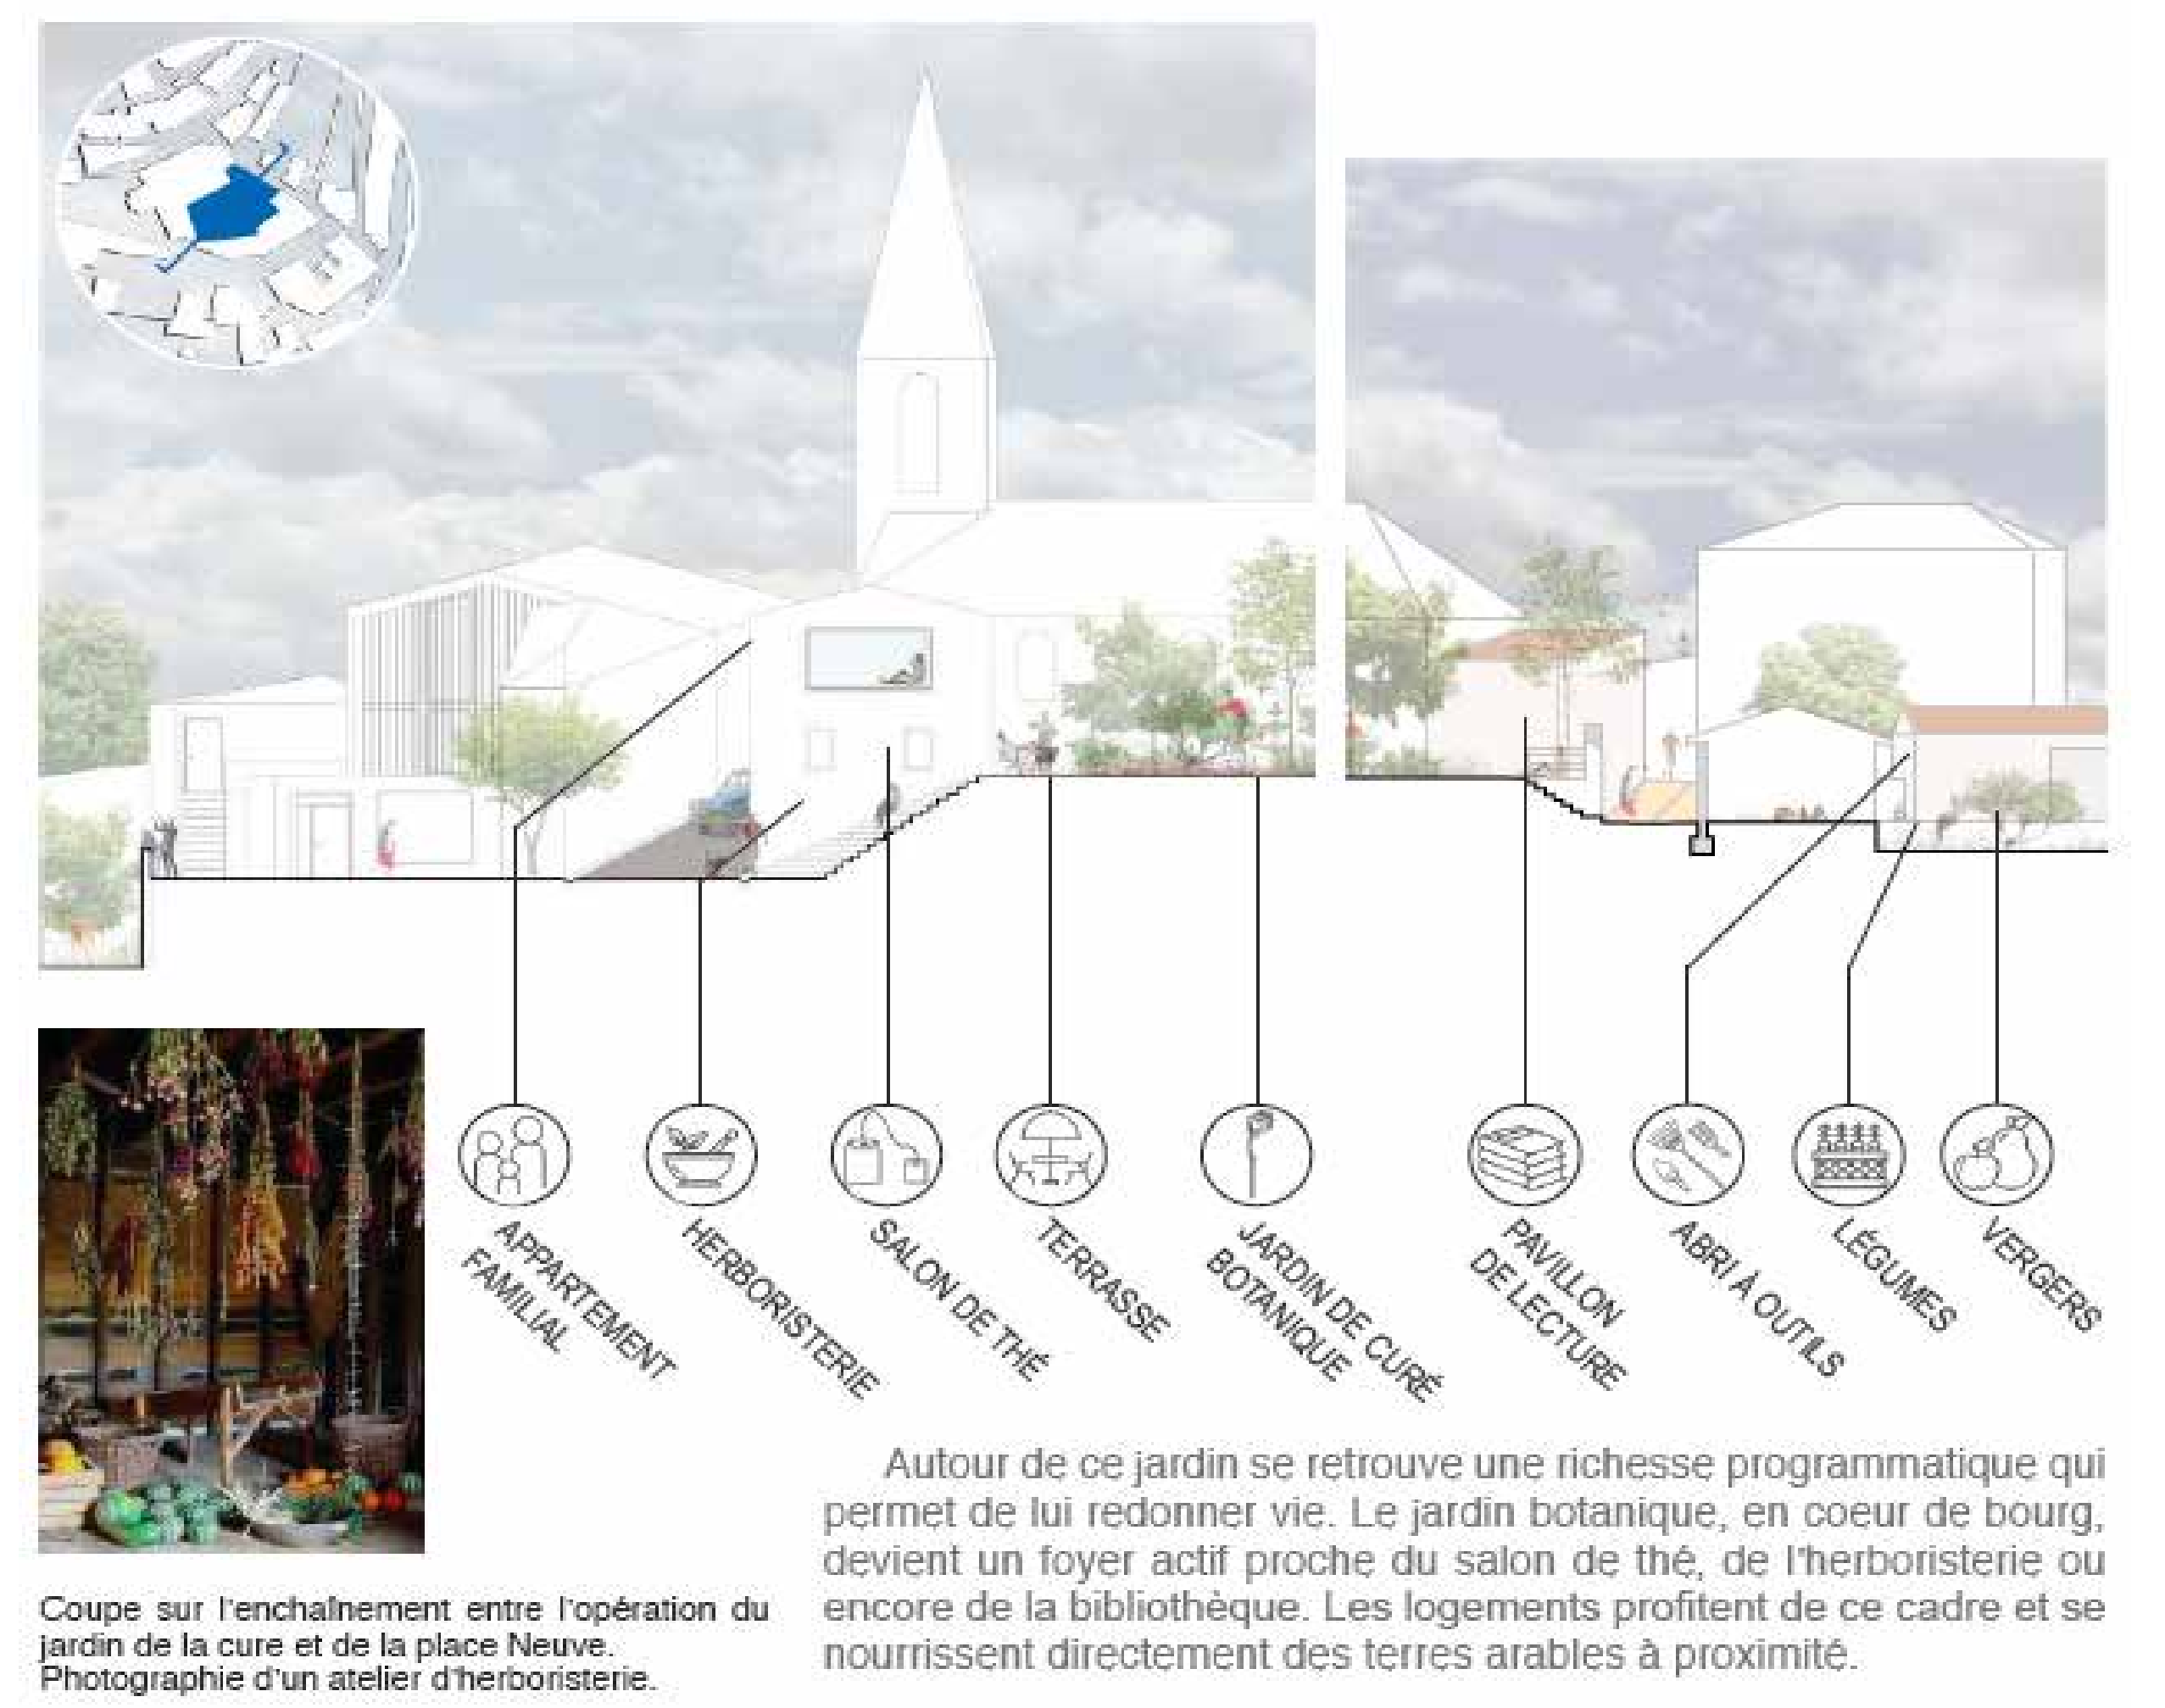 APPARTEMENT
FAMILIAL
HERBORISTERIE
SALON DE THÉ
TERRASSE
JARDIN DE CURÉ
BOTANIQUE
PAVILLON
DE LECTURE
ABRI À OUTILS
LÉGUMES
VERGERS
Autour de ce jardin se retrouve une richesse programmatique qui
permet de lui redonner vie. Le jardin botanique, en coeur de bourg,
devient un foyer actif proche du salon de thé, de l'herboristerie ou
encore de la bibliothèque. Les logements profitent de ce cadre et se
nourrissent directement des terres arables à proximité.
Coupe sur l'enchaînement entre l'opération du
jardin de la cure et de la place Neuve.
Photographie d'un atelier d'herboristerie.